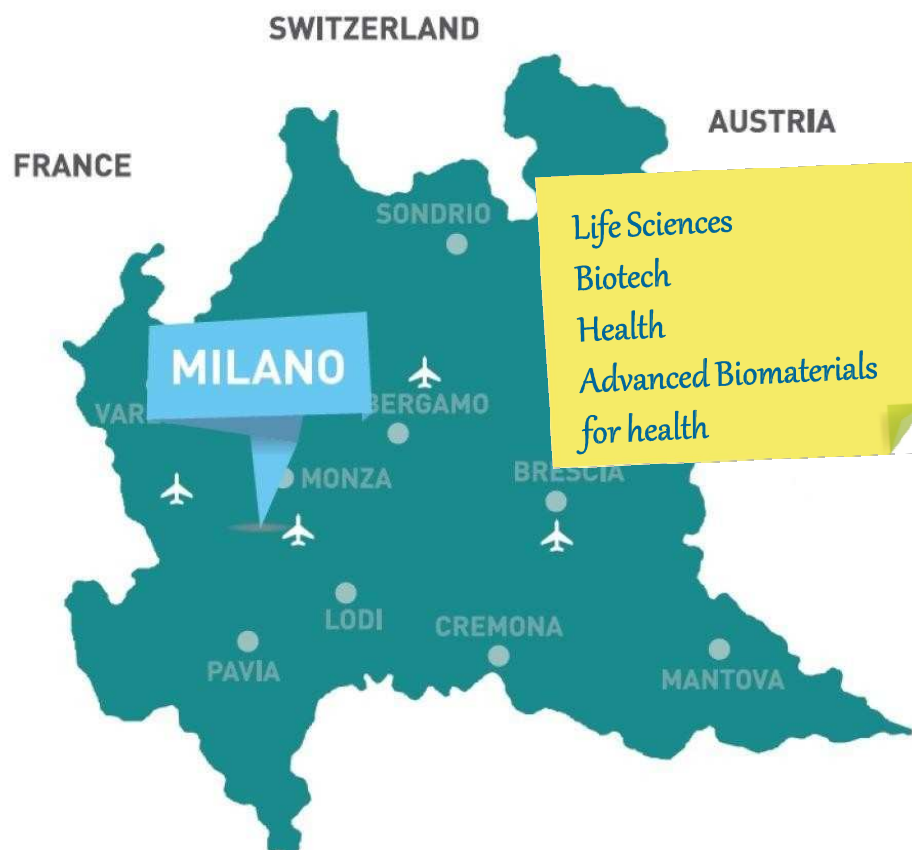 SWITZERLAND
AUSTRIA
FRANCE
SONDRIO
Life Sciences
Biotech
Health
Advanced Biomaterials
for health
MILANO
VAR
BERGAMO
BRESCIA
MONZA
LODI
CREMONA
PAVIA
MANTOVA